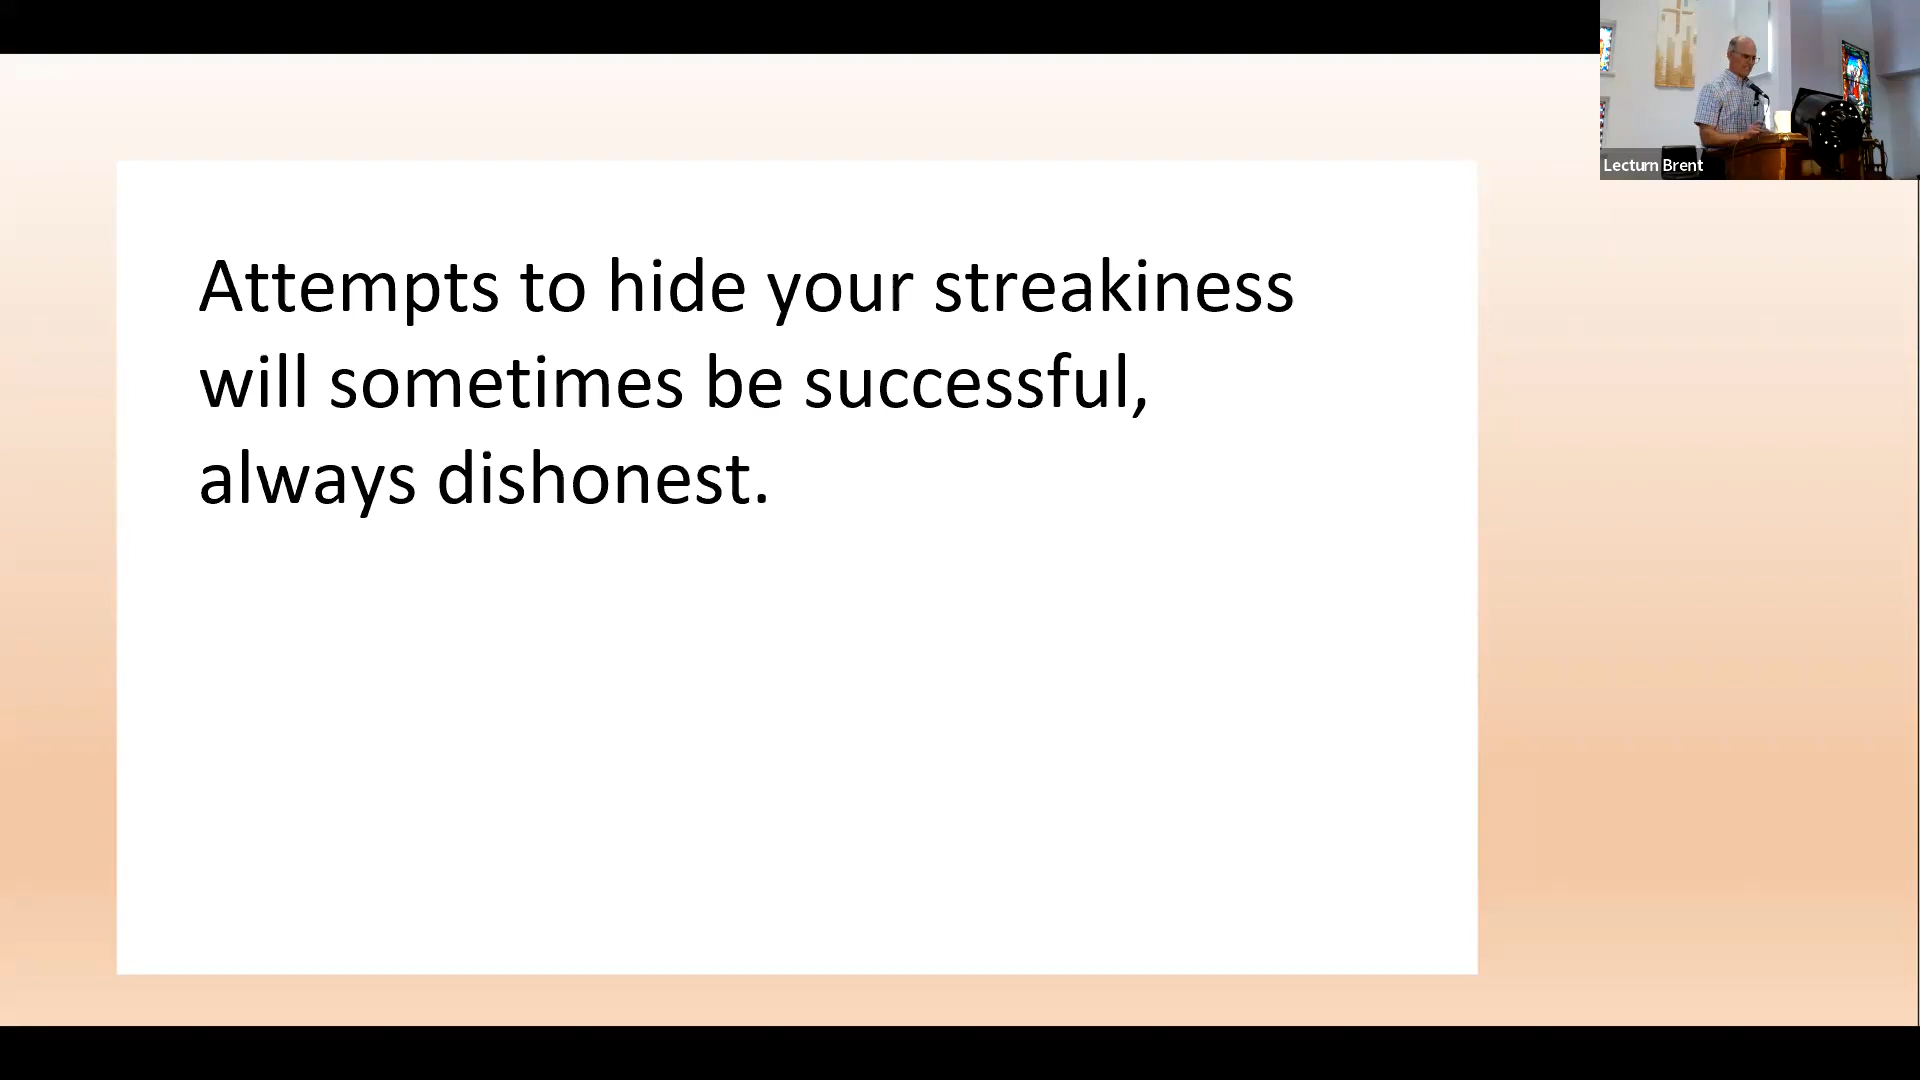 Attempts to hide your streakiness
will sometimes be successful,
always dishonest.
Lecturn Brent